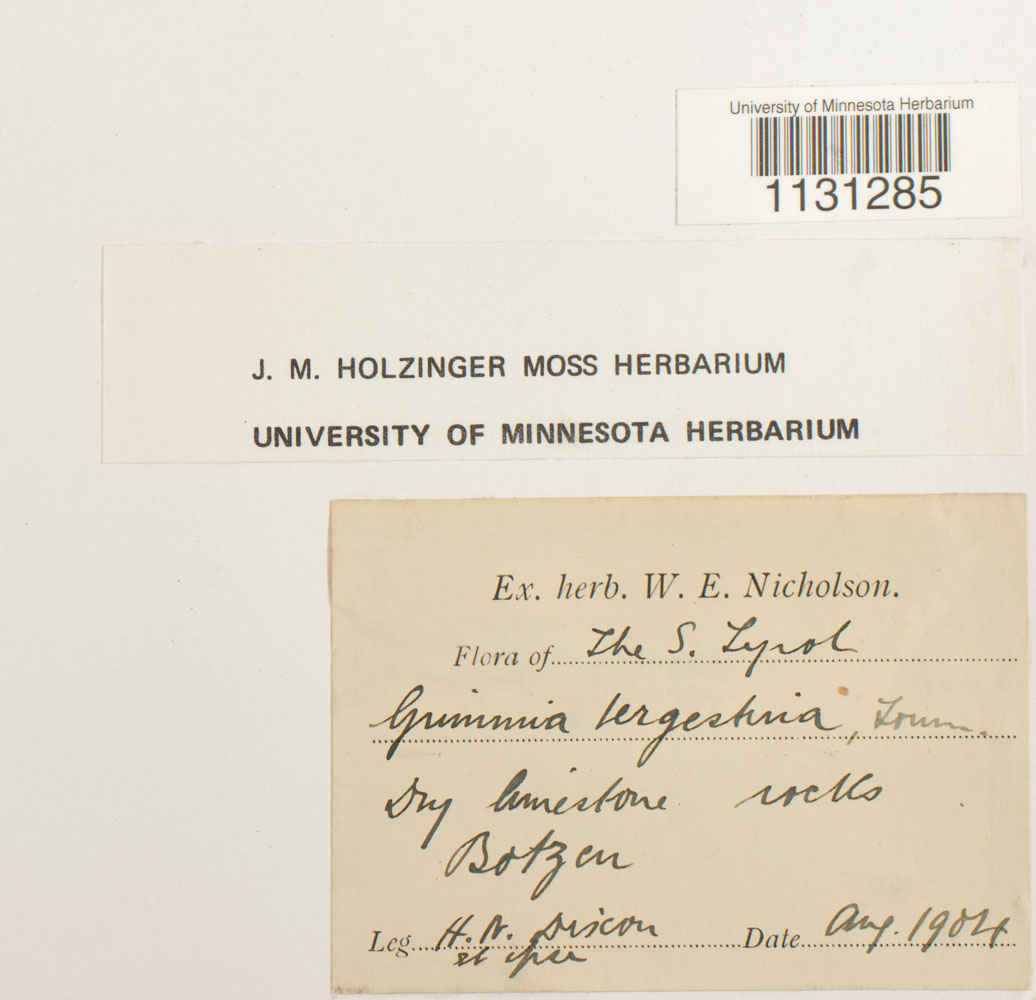 University of Minnesota Herbarium
1131285
J. M. HOLZINGER MOSS HERBARIUM
UNIVERSITY OF MINNESOTA HERBARIUM
Ex. herb. W. E. Nicholson.
Flora of The S. Tyrol
Grimmia tergestina, Tomm.
Dry limestone rocks
Botzen
Leg. H. N. Dixon Date Aug. 1904
et ipse